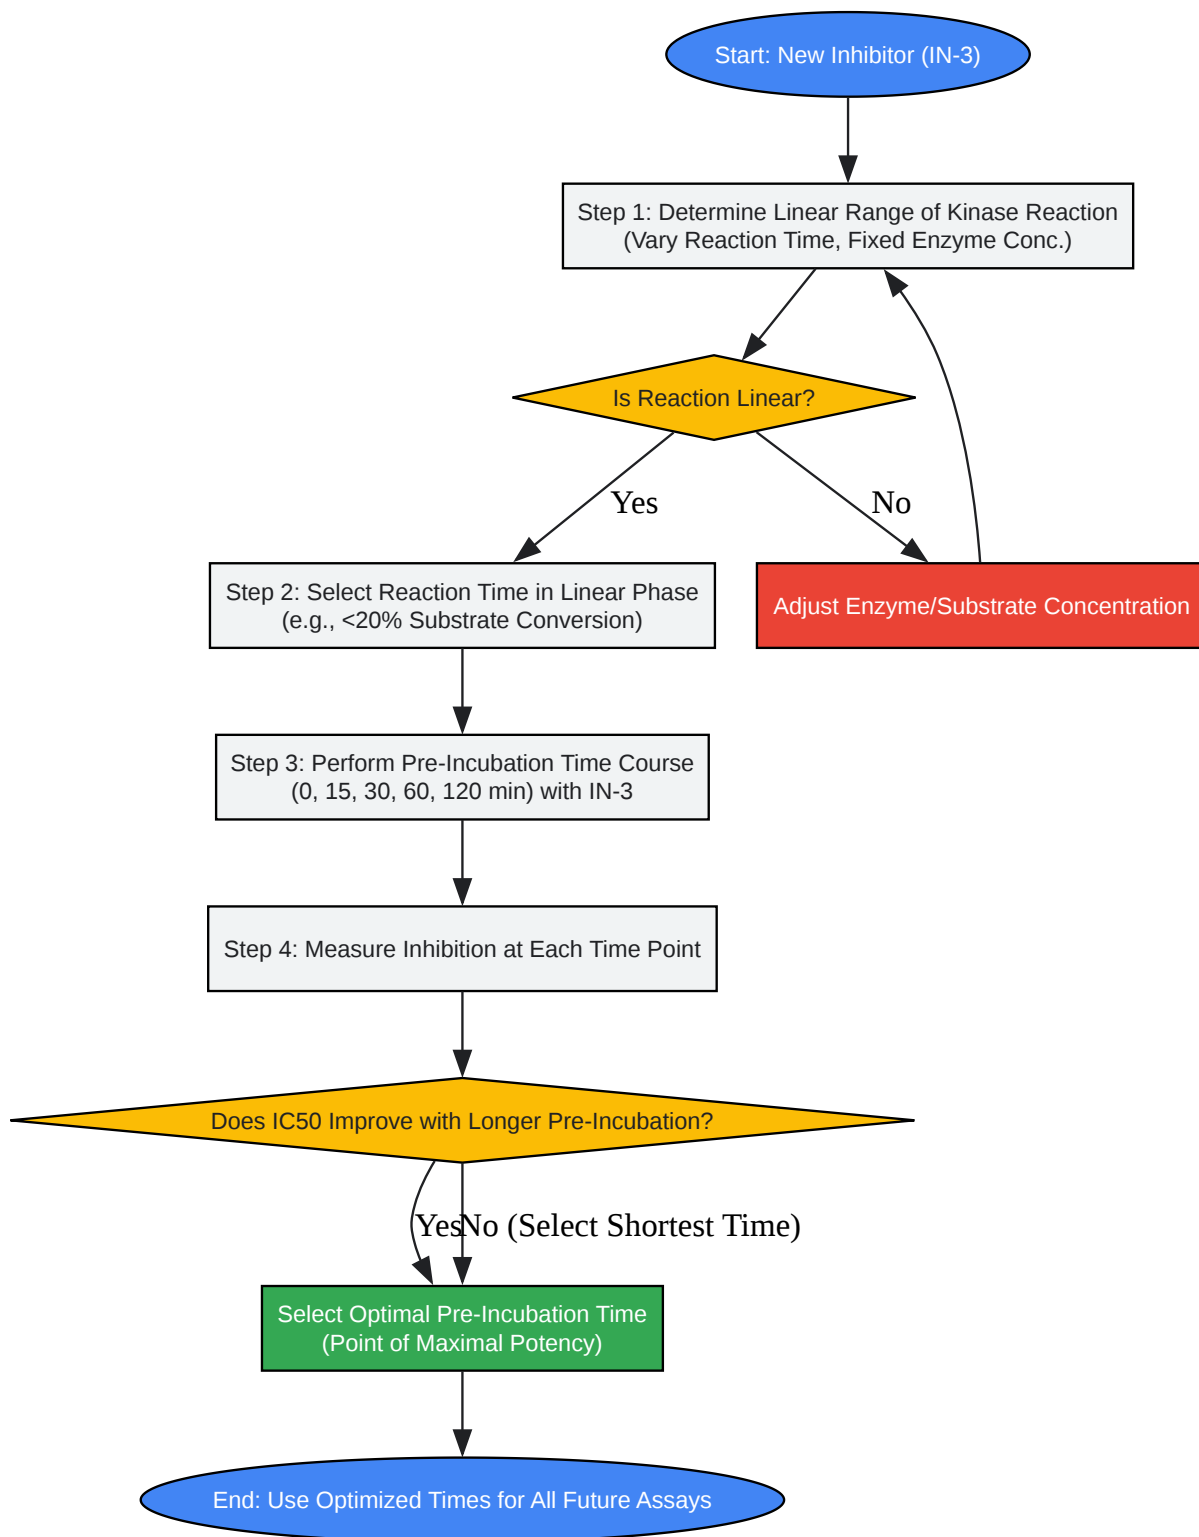 Start: New Inhibitor (IN-3)
Step 1: Determine Linear Range of Kinase Reaction
(Vary Reaction Time, Fixed Enzyme Conc.)
Is Reaction Linear?
Yes
No
Step 2: Select Reaction Time in Linear Phase
(e.g., <20% Substrate Conversion)
Adjust Enzyme/Substrate Concentration
Step 3: Perform Pre-Incubation Time Course
(0, 15, 30, 60, 120 min) with IN-3
Step 4: Measure Inhibition at Each Time Point
Does IC50 Improve with Longer Pre-Incubation?
Yes
No (Select Shortest Time)
Select Optimal Pre-Incubation Time
(Point of Maximal Potency)
End: Use Optimized Times for All Future Assays